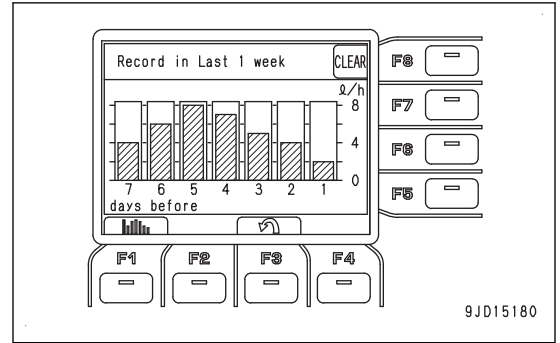 Record in Last 1 week
CLEAR
F8
ℓ/h
8
F7
4
F6
0
F5
7 6 5 4 3 2 1
days before
F1 F2 F3 F4
9JD15180